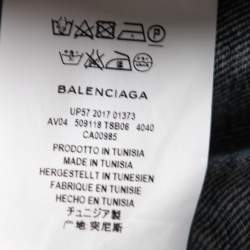 BALENCIAGA
UP57 2017 01373
AV04 509118 TSB06 4040
CA00985
PRODOTTO IN TUNISIA
MADE IN TUNISIA
HERGESTELLT IN TUNESIEN
FABRIQUE EN TUNISIE
HECHO EN TUNISIA
チュニジア製
产地：突尼斯